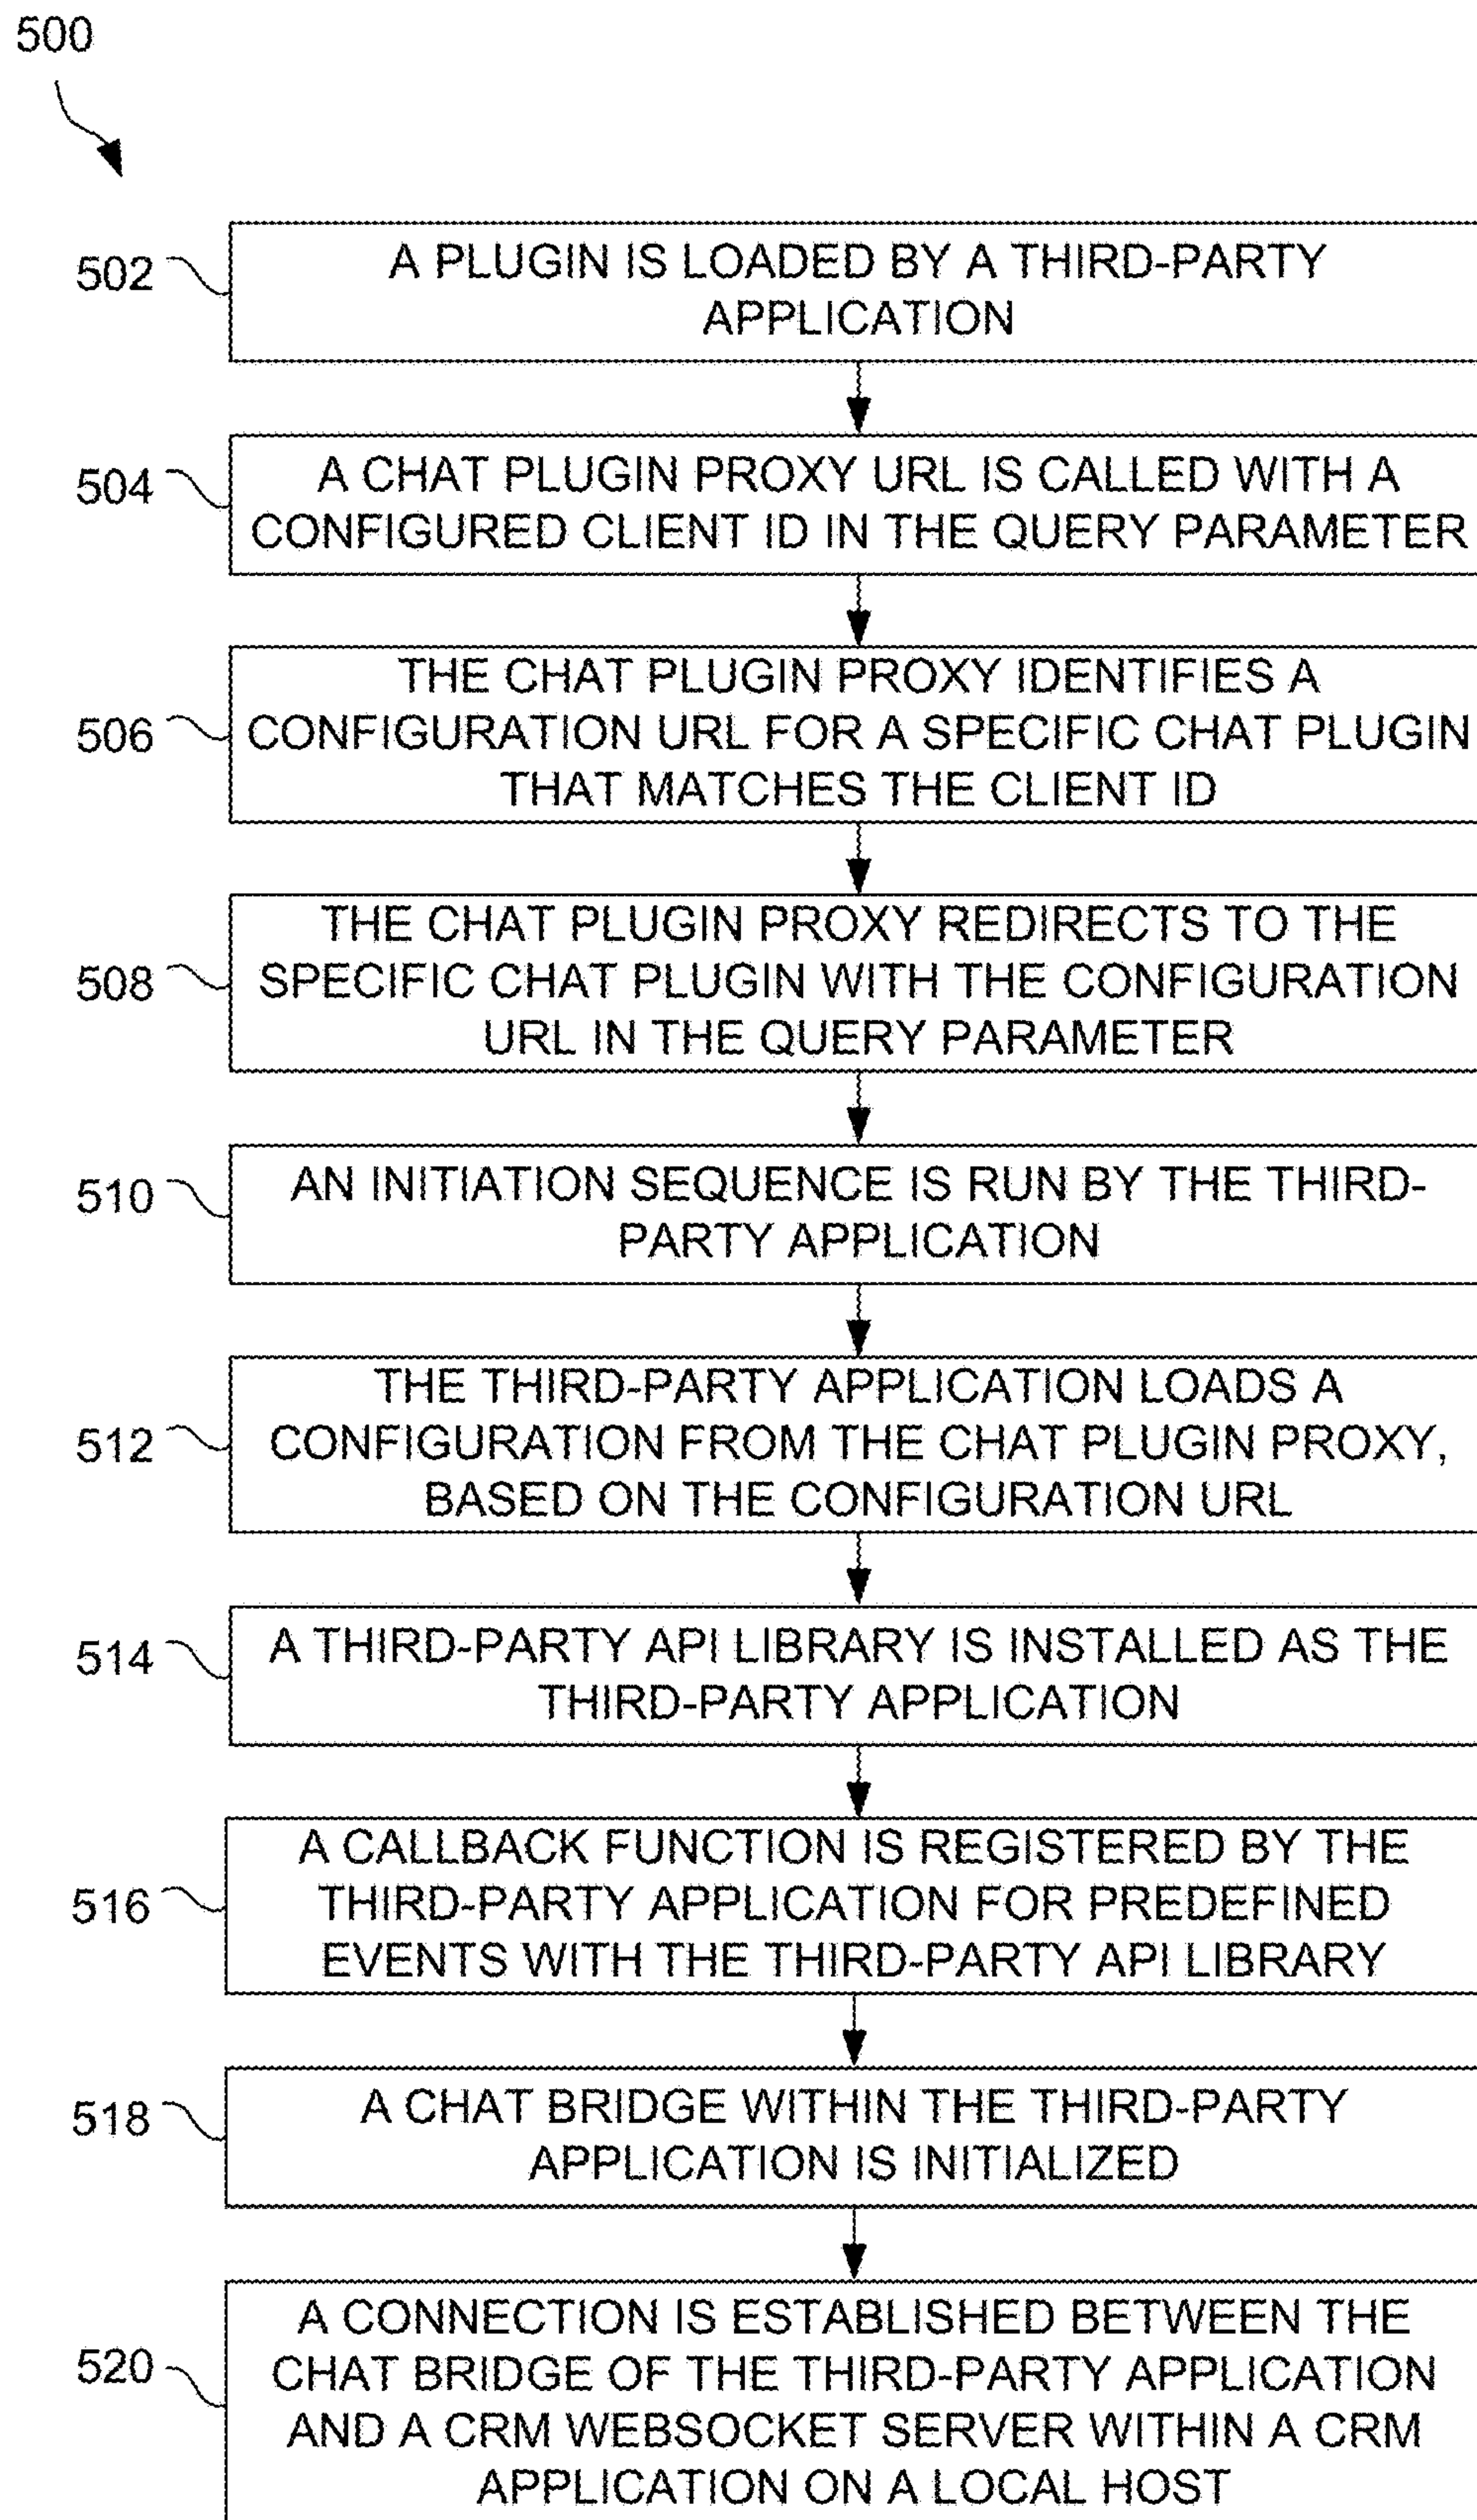 500
502
A PLUGIN IS LOADED BY A THIRD-PARTY
APPLICATION
504
A CHAT PLUGIN PROXY URL IS CALLED WITH A
CONFIGURED CLIENT ID IN THE QUERY PARAMETER
506
THE CHAT PLUGIN PROXY IDENTIFIES A
CONFIGURATION URL FOR A SPECIFIC CHAT PLUGIN
THAT MATCHES THE CLIENT ID
508
THE CHAT PLUGIN PROXY REDIRECTS TO THE
SPECIFIC CHAT PLUGIN WITH THE CONFIGURATION
URL IN THE QUERY PARAMETER
510
AN INITIATION SEQUENCE IS RUN BY THE THIRD-
PARTY APPLICATION
512
THE THIRD-PARTY APPLICATION LOADS A
CONFIGURATION FROM THE CHAT PLUGIN PROXY,
BASED ON THE CONFIGURATION URL
514
A THIRD-PARTY API LIBRARY IS INSTALLED AS THE
THIRD-PARTY APPLICATION
516
A CALLBACK FUNCTION IS REGISTERED BY THE
THIRD-PARTY APPLICATION FOR PREDEFINED
EVENTS WITH THE THIRD-PARTY API LIBRARY
518
A CHAT BRIDGE WITHIN THE THIRD-PARTY
APPLICATION IS INITIALIZED
520
A CONNECTION IS ESTABLISHED BETWEEN THE
CHAT BRIDGE OF THE THIRD-PARTY APPLICATION
AND A CRM WEBSOCKET SERVER WITHIN A CRM
APPLICATION ON A LOCAL HOST